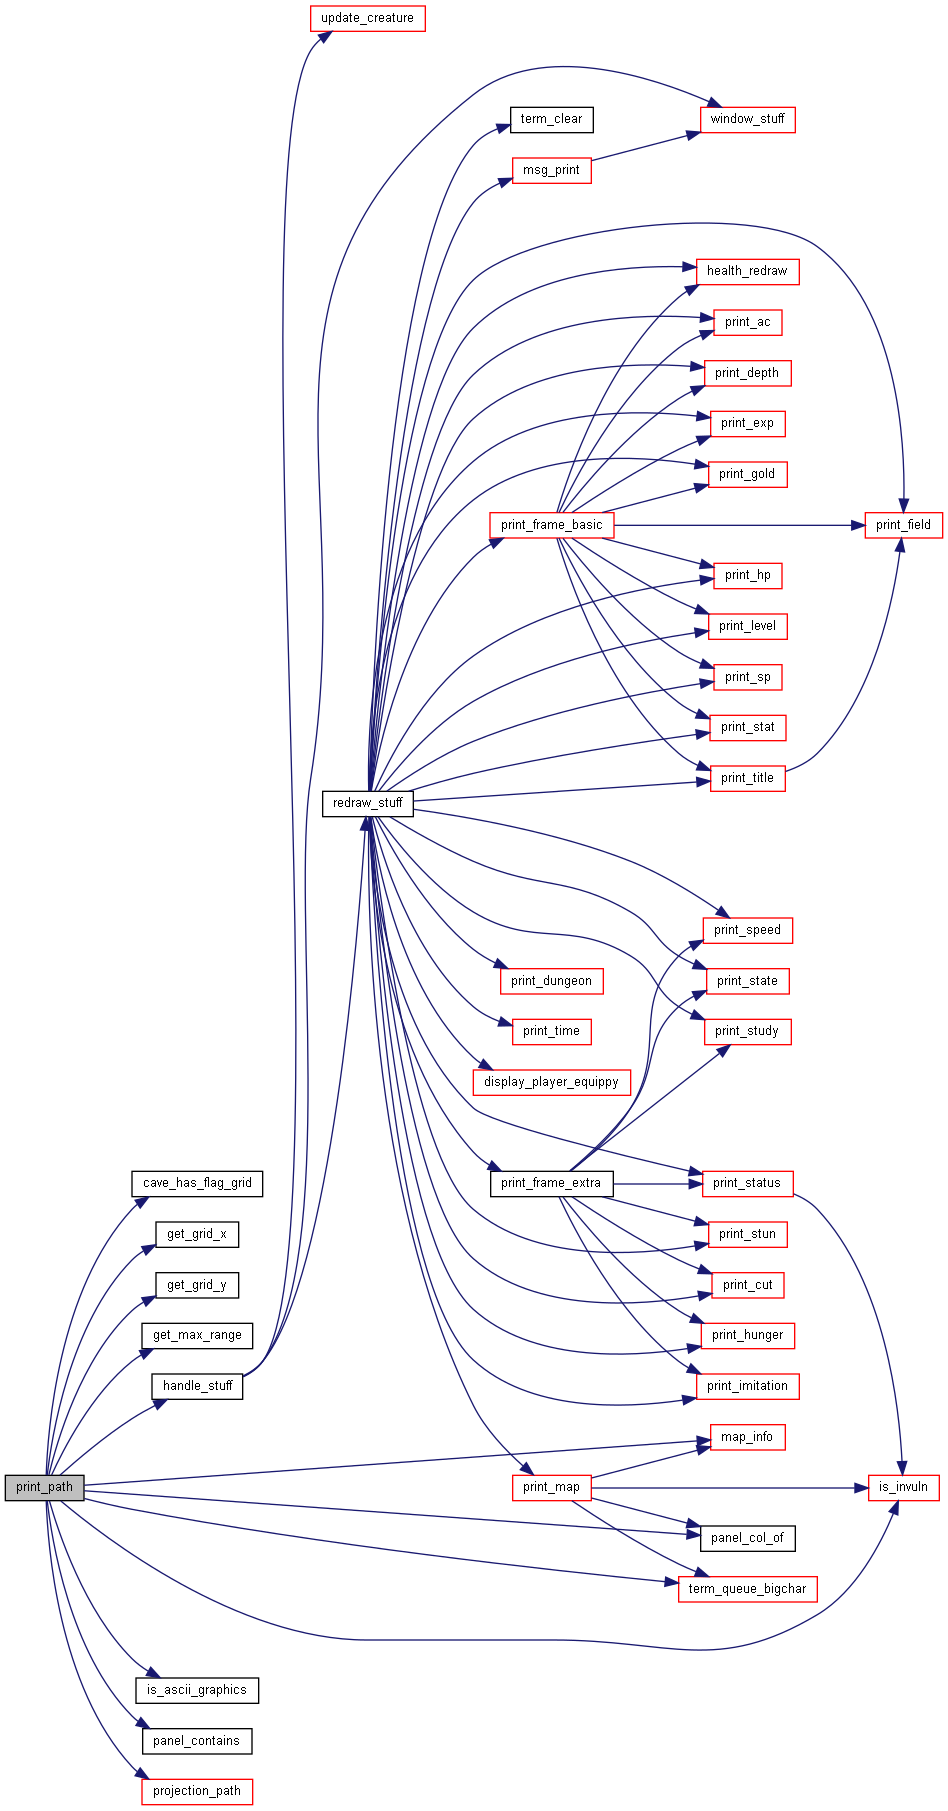 update_creature
term_clear
window_stuff
msg_print
health_redraw
print_ac
print_depth
print_exp
print_gold
print_frame_basic
print_field
print_hp
print_level
print_sp
print_stat
print_title
redraw_stuff
print_speed
print_dungeon
print_state
print_time
print_study
display_player_equippy
cave_has_flag_grid
print_frame_extra
print_status
get_grid_x
print_stun
get_grid_y
print_cut
get_max_range
print_hunger
handle_stuff
print_imitation
map_info
print_path
print_map
is_invuln
panel_col_of
term_queue_bigchar
is_ascii_graphics
panel_contains
projection_path